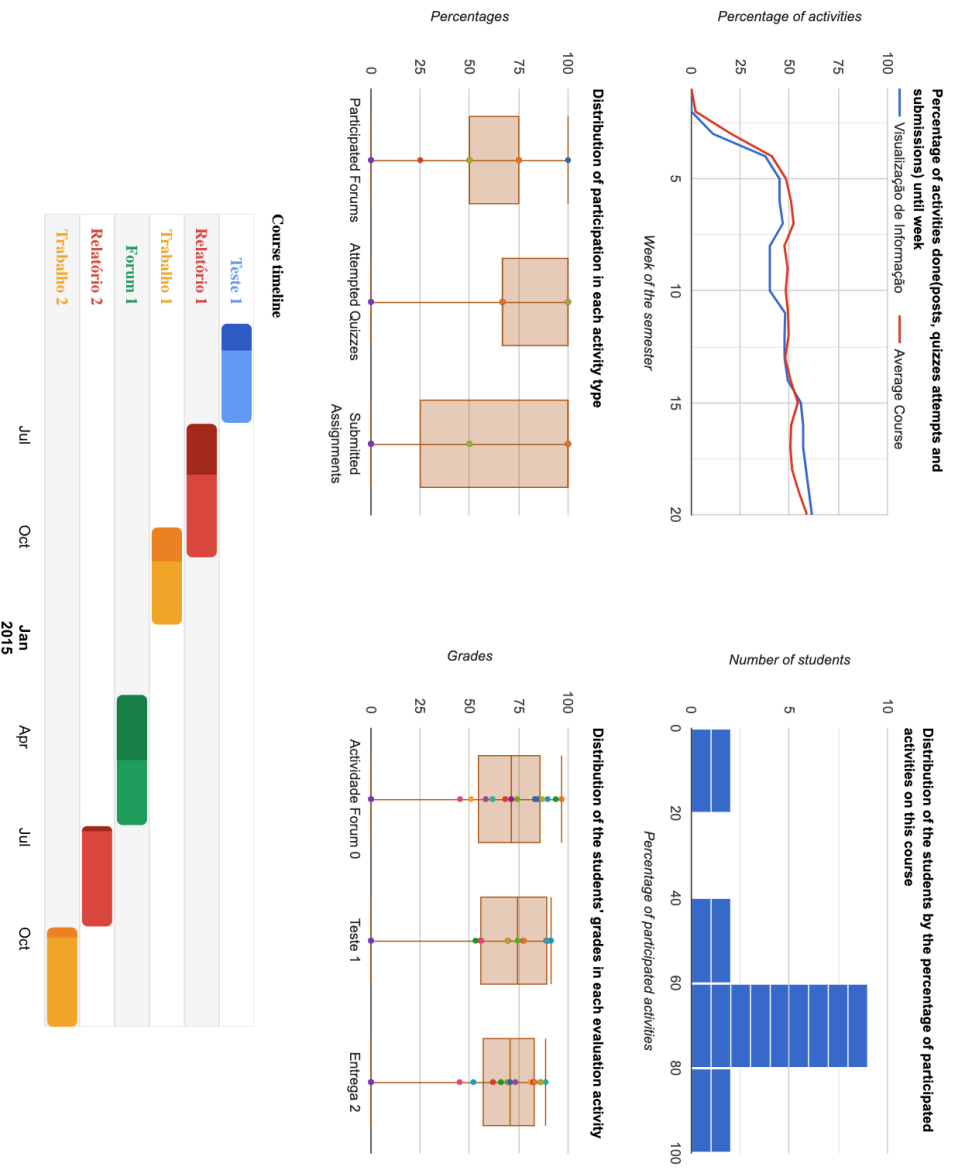 Percentage of activities done(posts, quizzes attempts and
submissions) until week
Visualização de Informação
Average Course
Percentage of activities
100
75
50
25
0
5
10
15
20
Week of the semester
Distribution of the students by the percentage of participated
activities on this course
Number of students
10
5
0
0
20
40
60
80
100
Percentage of participated activities
Distribution of participation in each activity type
Percentages
100
75
50
25
0
Participated Forums
Attempted Quizzes
Submitted
Assignments
Distribution of the students' grades in each evaluation activity
Grades
100
75
50
25
0
Actividade Forum 0
Teste 1
Entrega 2
Course timeline
Teste 1
Relatório 1
Trabalho 1
Forum 1
Relatório 2
Trabalho 2
Jul
Oct
Jan
2015
Apr
Jul
Oct